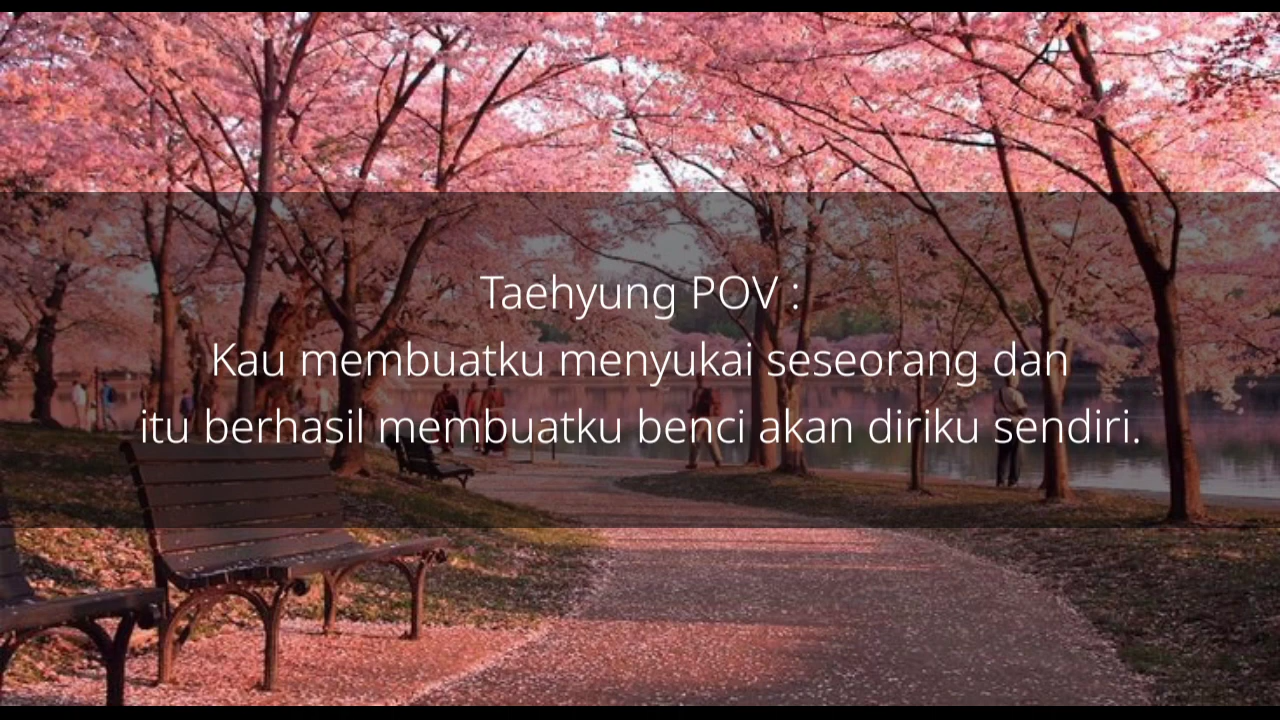 Taehyung POV :
Kau membuatku menyukai seseorang dan
itu berhasil membuatku benci akan diriku sendiri.